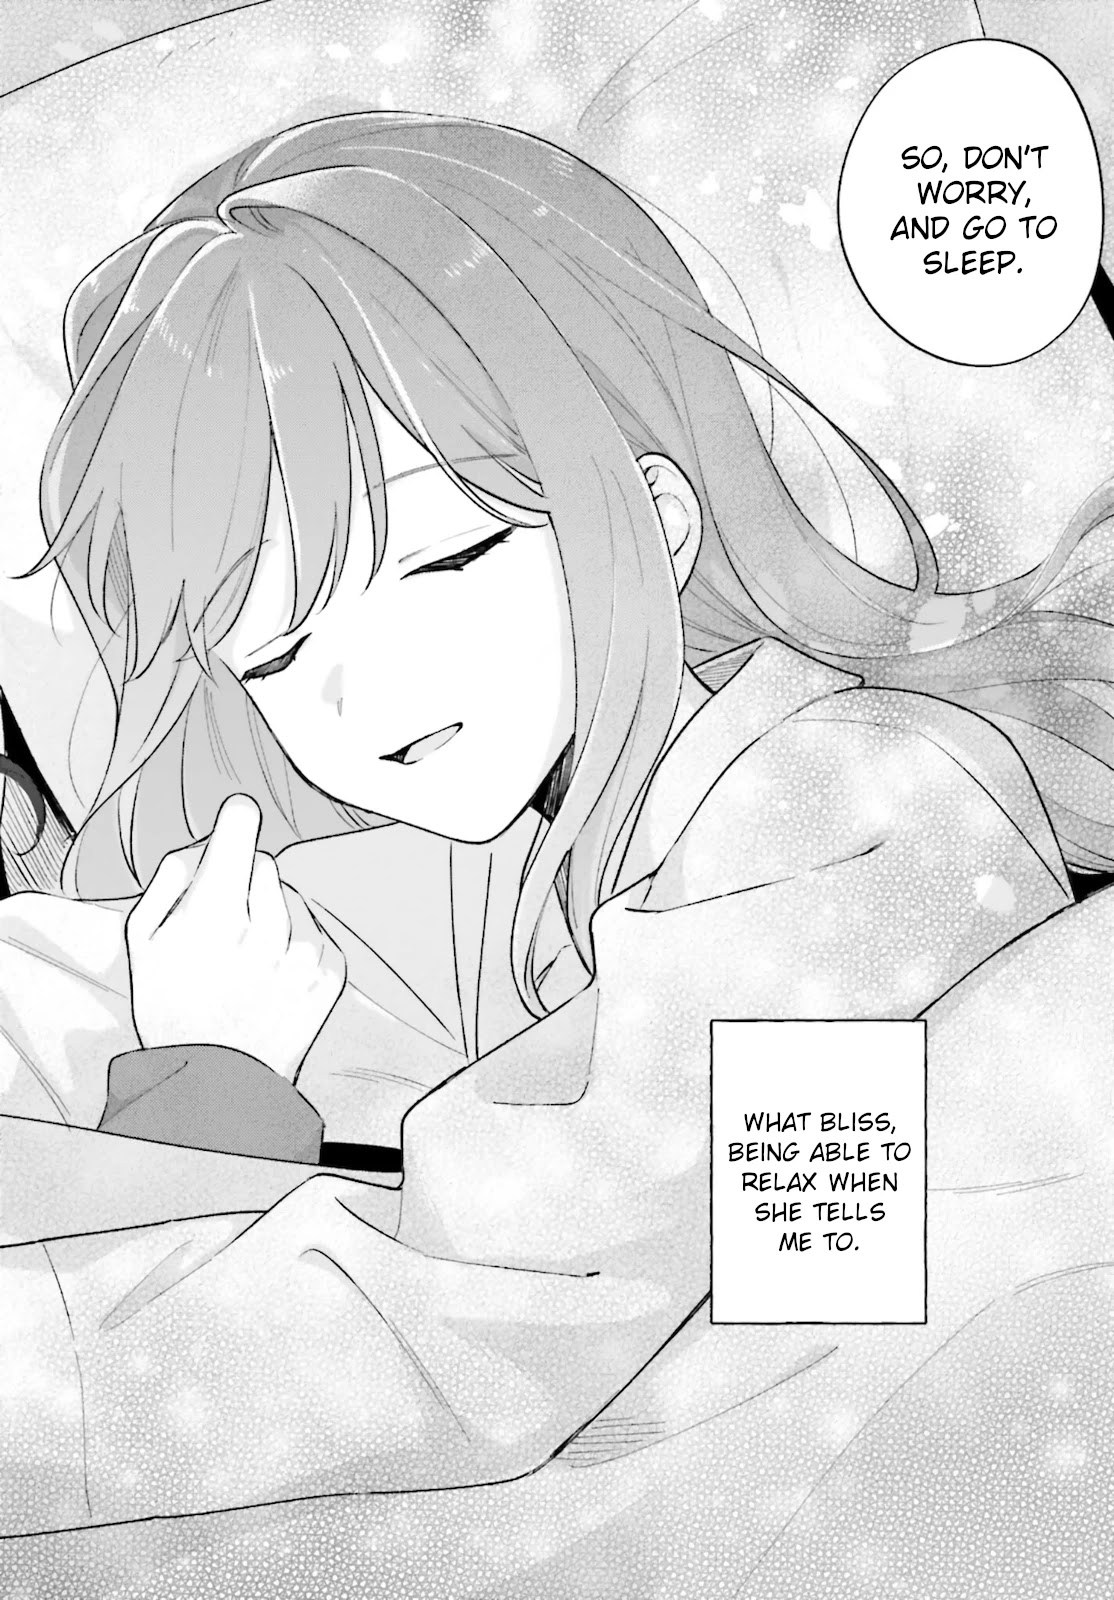 SO, DON'T
WORRY,
AND GO TO
SLEEP.
WHAT BLISS,
BEING ABLE TO
RELAX WHEN
SHE TELLS
ME TO.